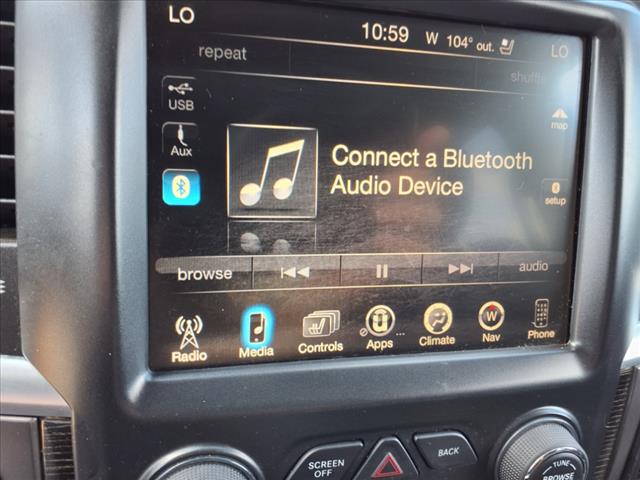 LO
10:59
W 104° out.
LO
repeat
shuffle
USB
Aux
map
Connect a Bluetooth
Audio Device
setup
browse
audio
Radio
Media
Controls
Apps
...
Climate
W
Nav
Phone
SCREEN
OFF
BACK
TUNE
BROWSE